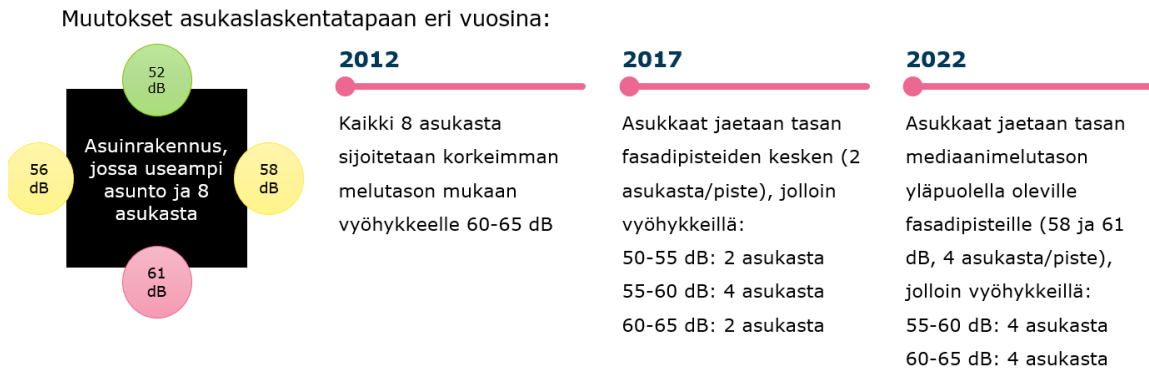 Muutokset asukaslaskentatapaan eri vuosina:
52
dB
56
dB
Asuinrakennus,
jossa useampi
asunto ja 8
asukasta
58
dB
61
dB
2012
Kaikki 8 asukasta
sijoitetaan korkeimman
melutason mukaan
vyöhykkeelle 60-65 dB
2017
Asukkaat jaetaan tasan
fasadipisteiden kesken (2
asukasta/piste), jolloin
vyöhykkeillä:
50-55 dB: 2 asukasta
55-60 dB: 4 asukasta
60-65 dB: 2 asukasta
2022
Asukkaat jaetaan tasan
mediaanimelutason
yläpuolella oleville
fasadipisteille (58 ja 61
dB, 4 asukasta/piste),
jolloin vyöhykkeillä:
55-60 dB: 4 asukasta
60-65 dB: 4 asukasta